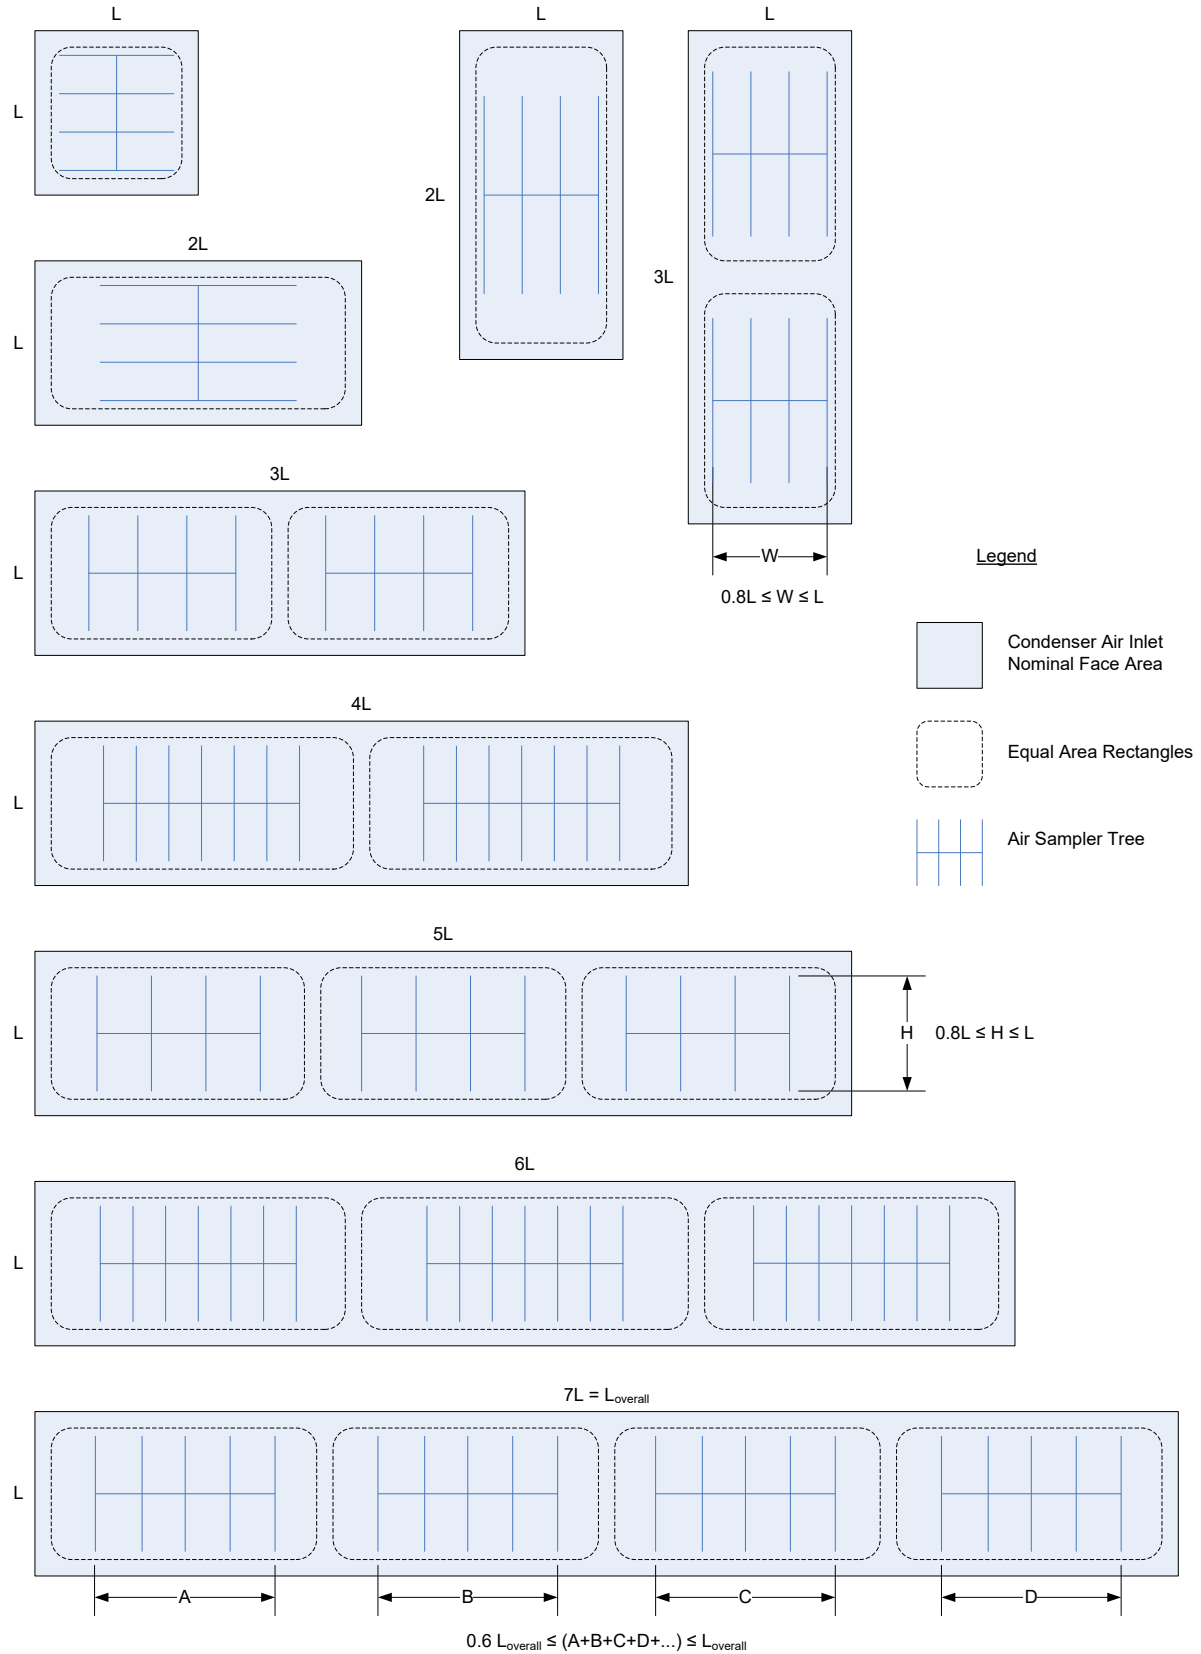 L
L
L
L
2L
3L
2L
L
3L
L
W
0.8L ≤ W ≤ L
Legend
Condenser Air Inlet
Nominal Face Area
Equal Area Rectangles
Air Sampler Tree
4L
L
5L
L
H
0.8L ≤ H ≤ L
6L
L
7L = Loverall
L
A
B
C
D
0.6 Loverall ≤ (A+B+C+D+...) ≤ Loverall